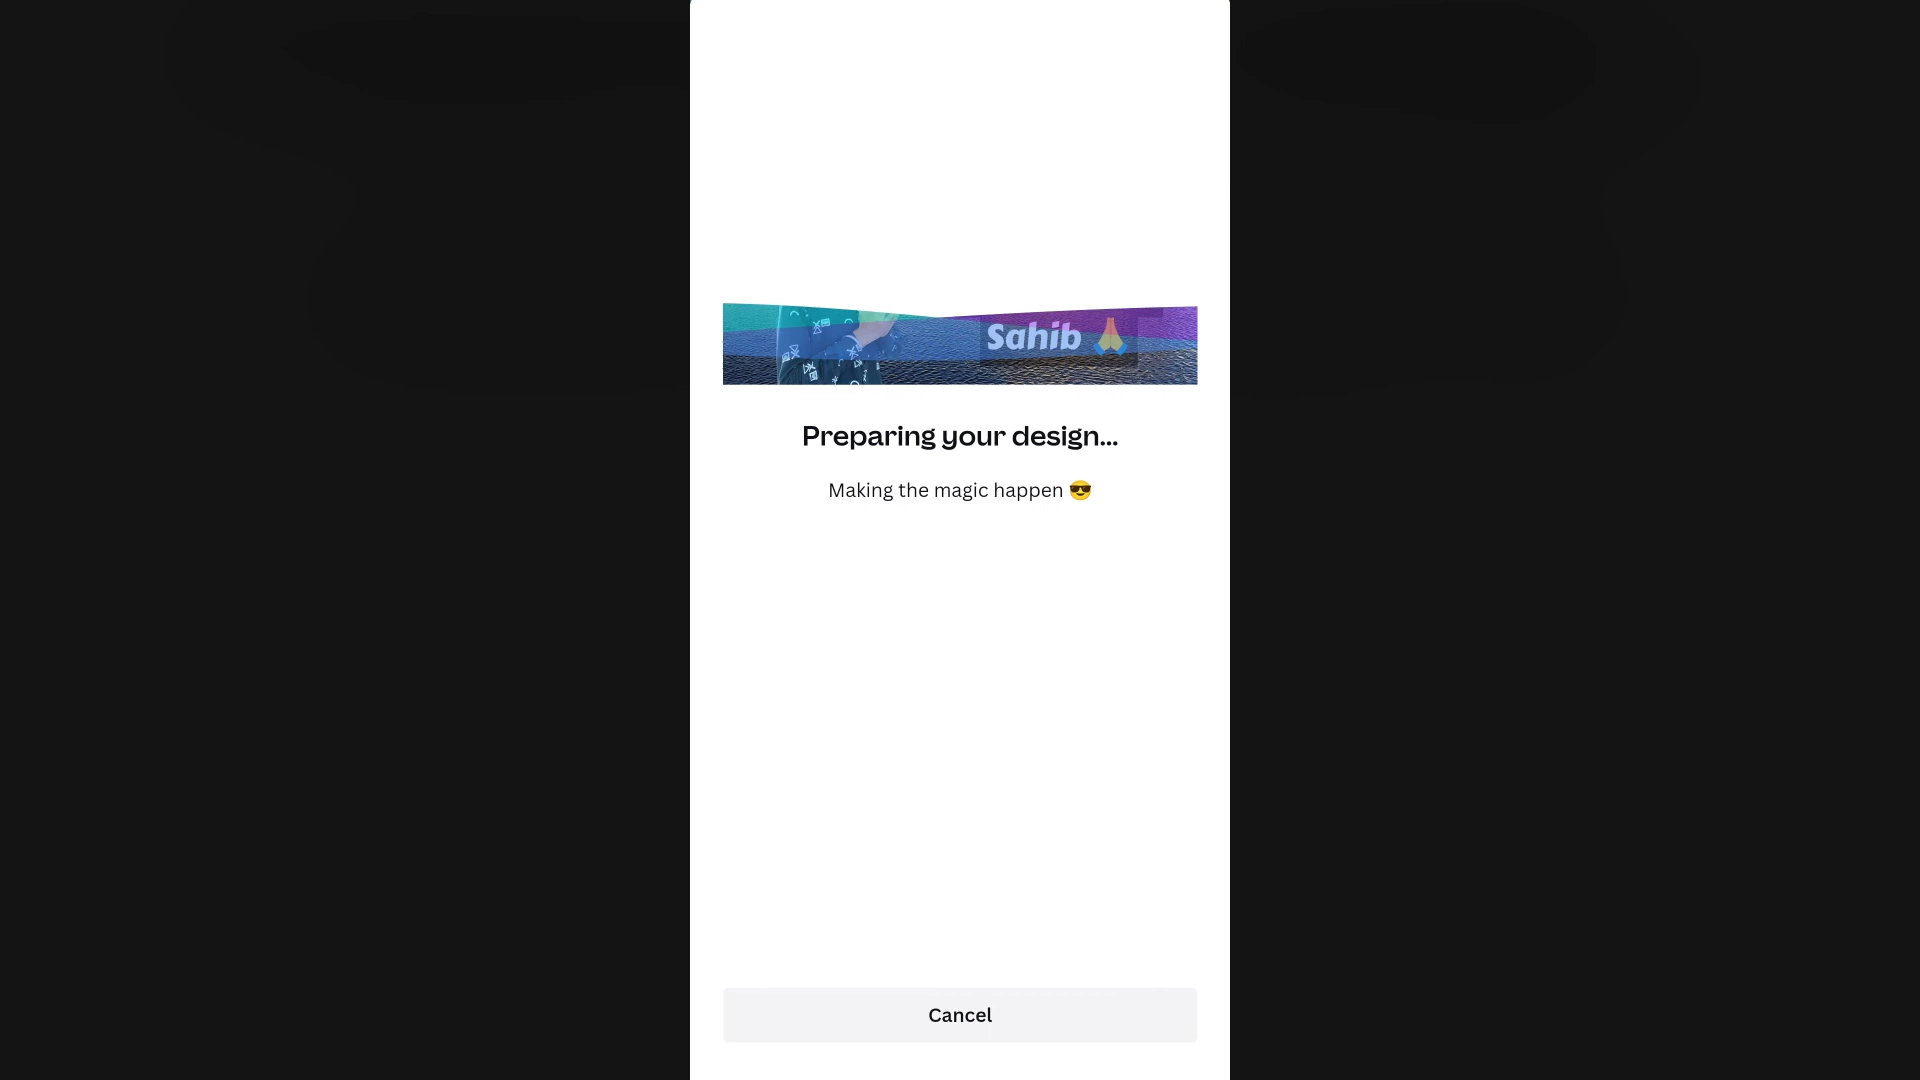 Sahib 🙏
Preparing your design...
Making the magic happen 😎
Cancel